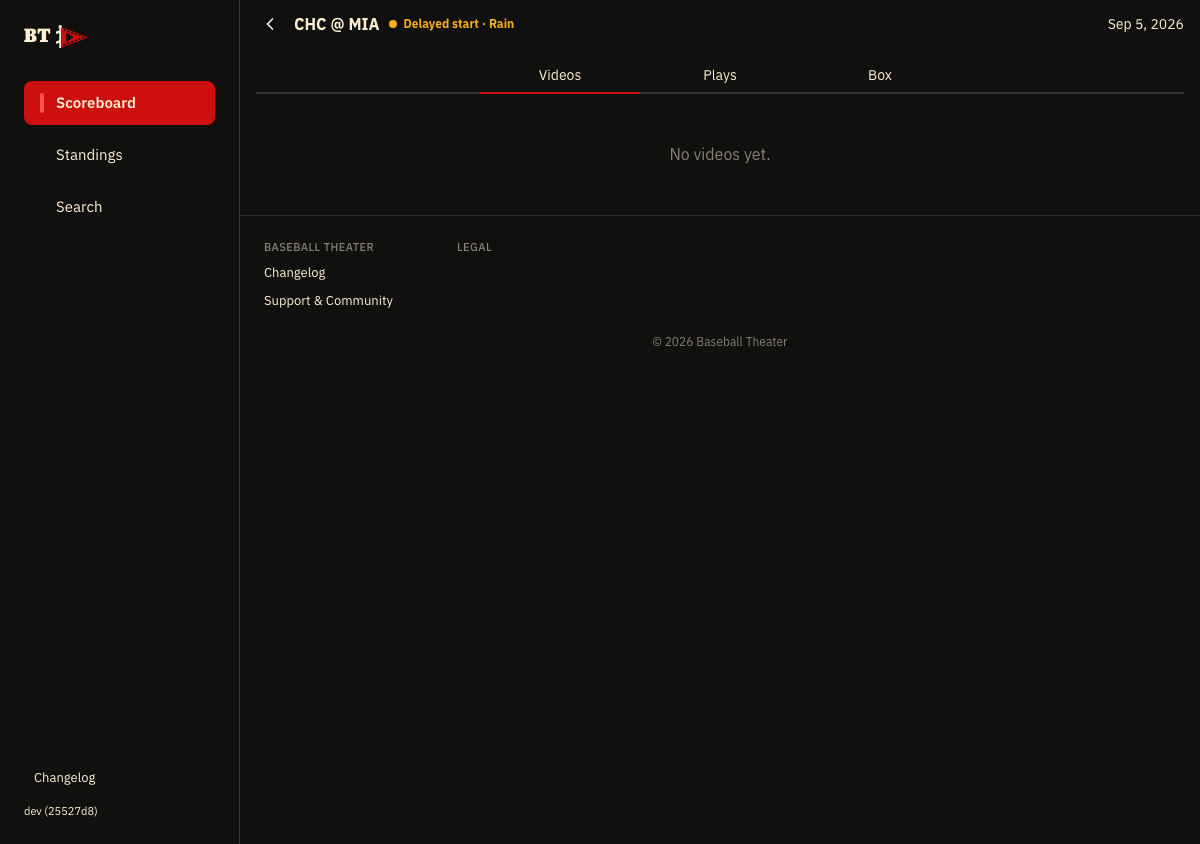 BT
Scoreboard
Standings
Search
Changelog
dev (25527d8)
CHC @ MIA Delayed start · Rain Sep 5, 2026
Videos Plays Box
No videos yet.
BASEBALL THEATER LEGAL
Changelog
Support & Community
© 2026 Baseball Theater